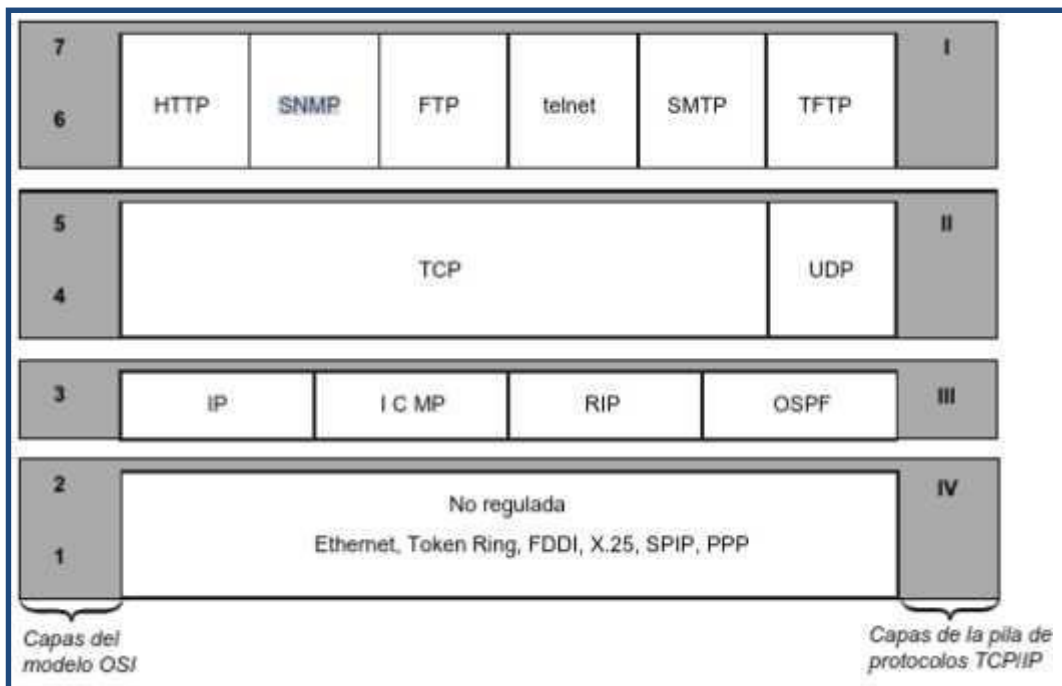 7 I
HTTP SNMP FTP telnet SMTP TFTP
6
5 II
TCP UDP
4
3 IP I C MP RIP OSPF III
2 IV
No regulada
Ethernet, Token Ring, FDDI, X.25, SPIP, PPP
1
Capas del
modelo OSI
Capas de la pila de
protocolos TCP/IP